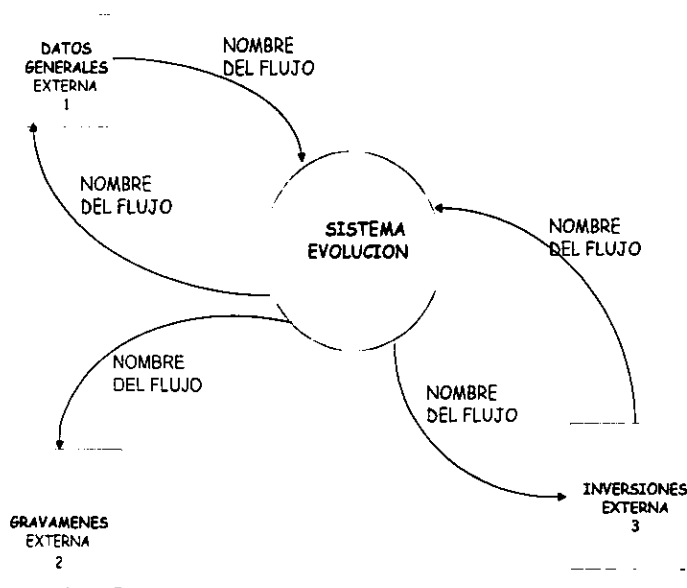 DATOS
GENERALES
EXTERNA
1
NOMBRE
DEL FLUJO
NOMBRE
DEL FLUJO
SISTEMA
EVOLUCION
NOMBRE
DEL FLUJO
NOMBRE
DEL FLUJO
NOMBRE
DEL FLUJO
GRAVAMENES
EXTERNA
2
INVERSIONES
EXTERNA
3